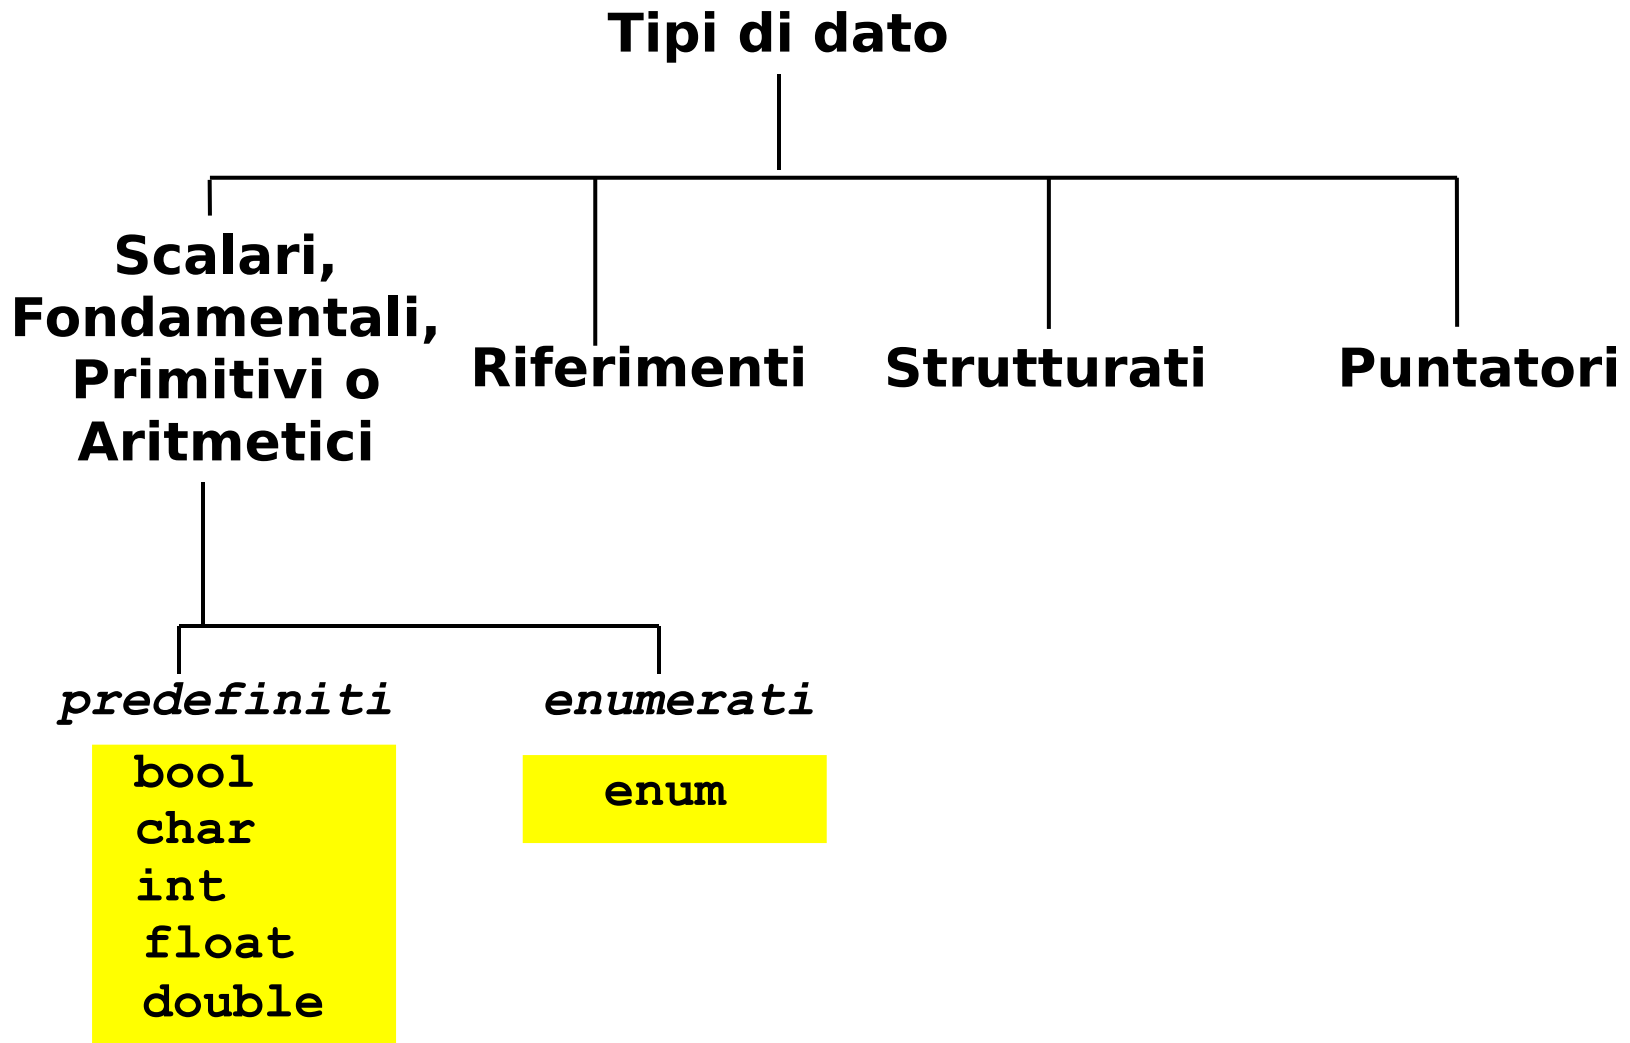 Tipi di dato
Scalari,
Fondamentali,
Primitivi o
Aritmetici
Riferimenti
Strutturati
Puntatori
predefiniti
enumerati
bool
char
int
float
double
enum